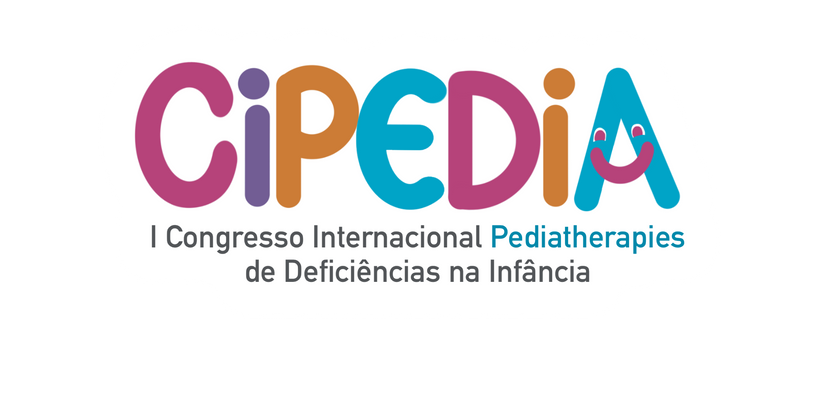 CiPEDiA
I Congresso Internacional Pediatherapies
de Deficiências na Infância